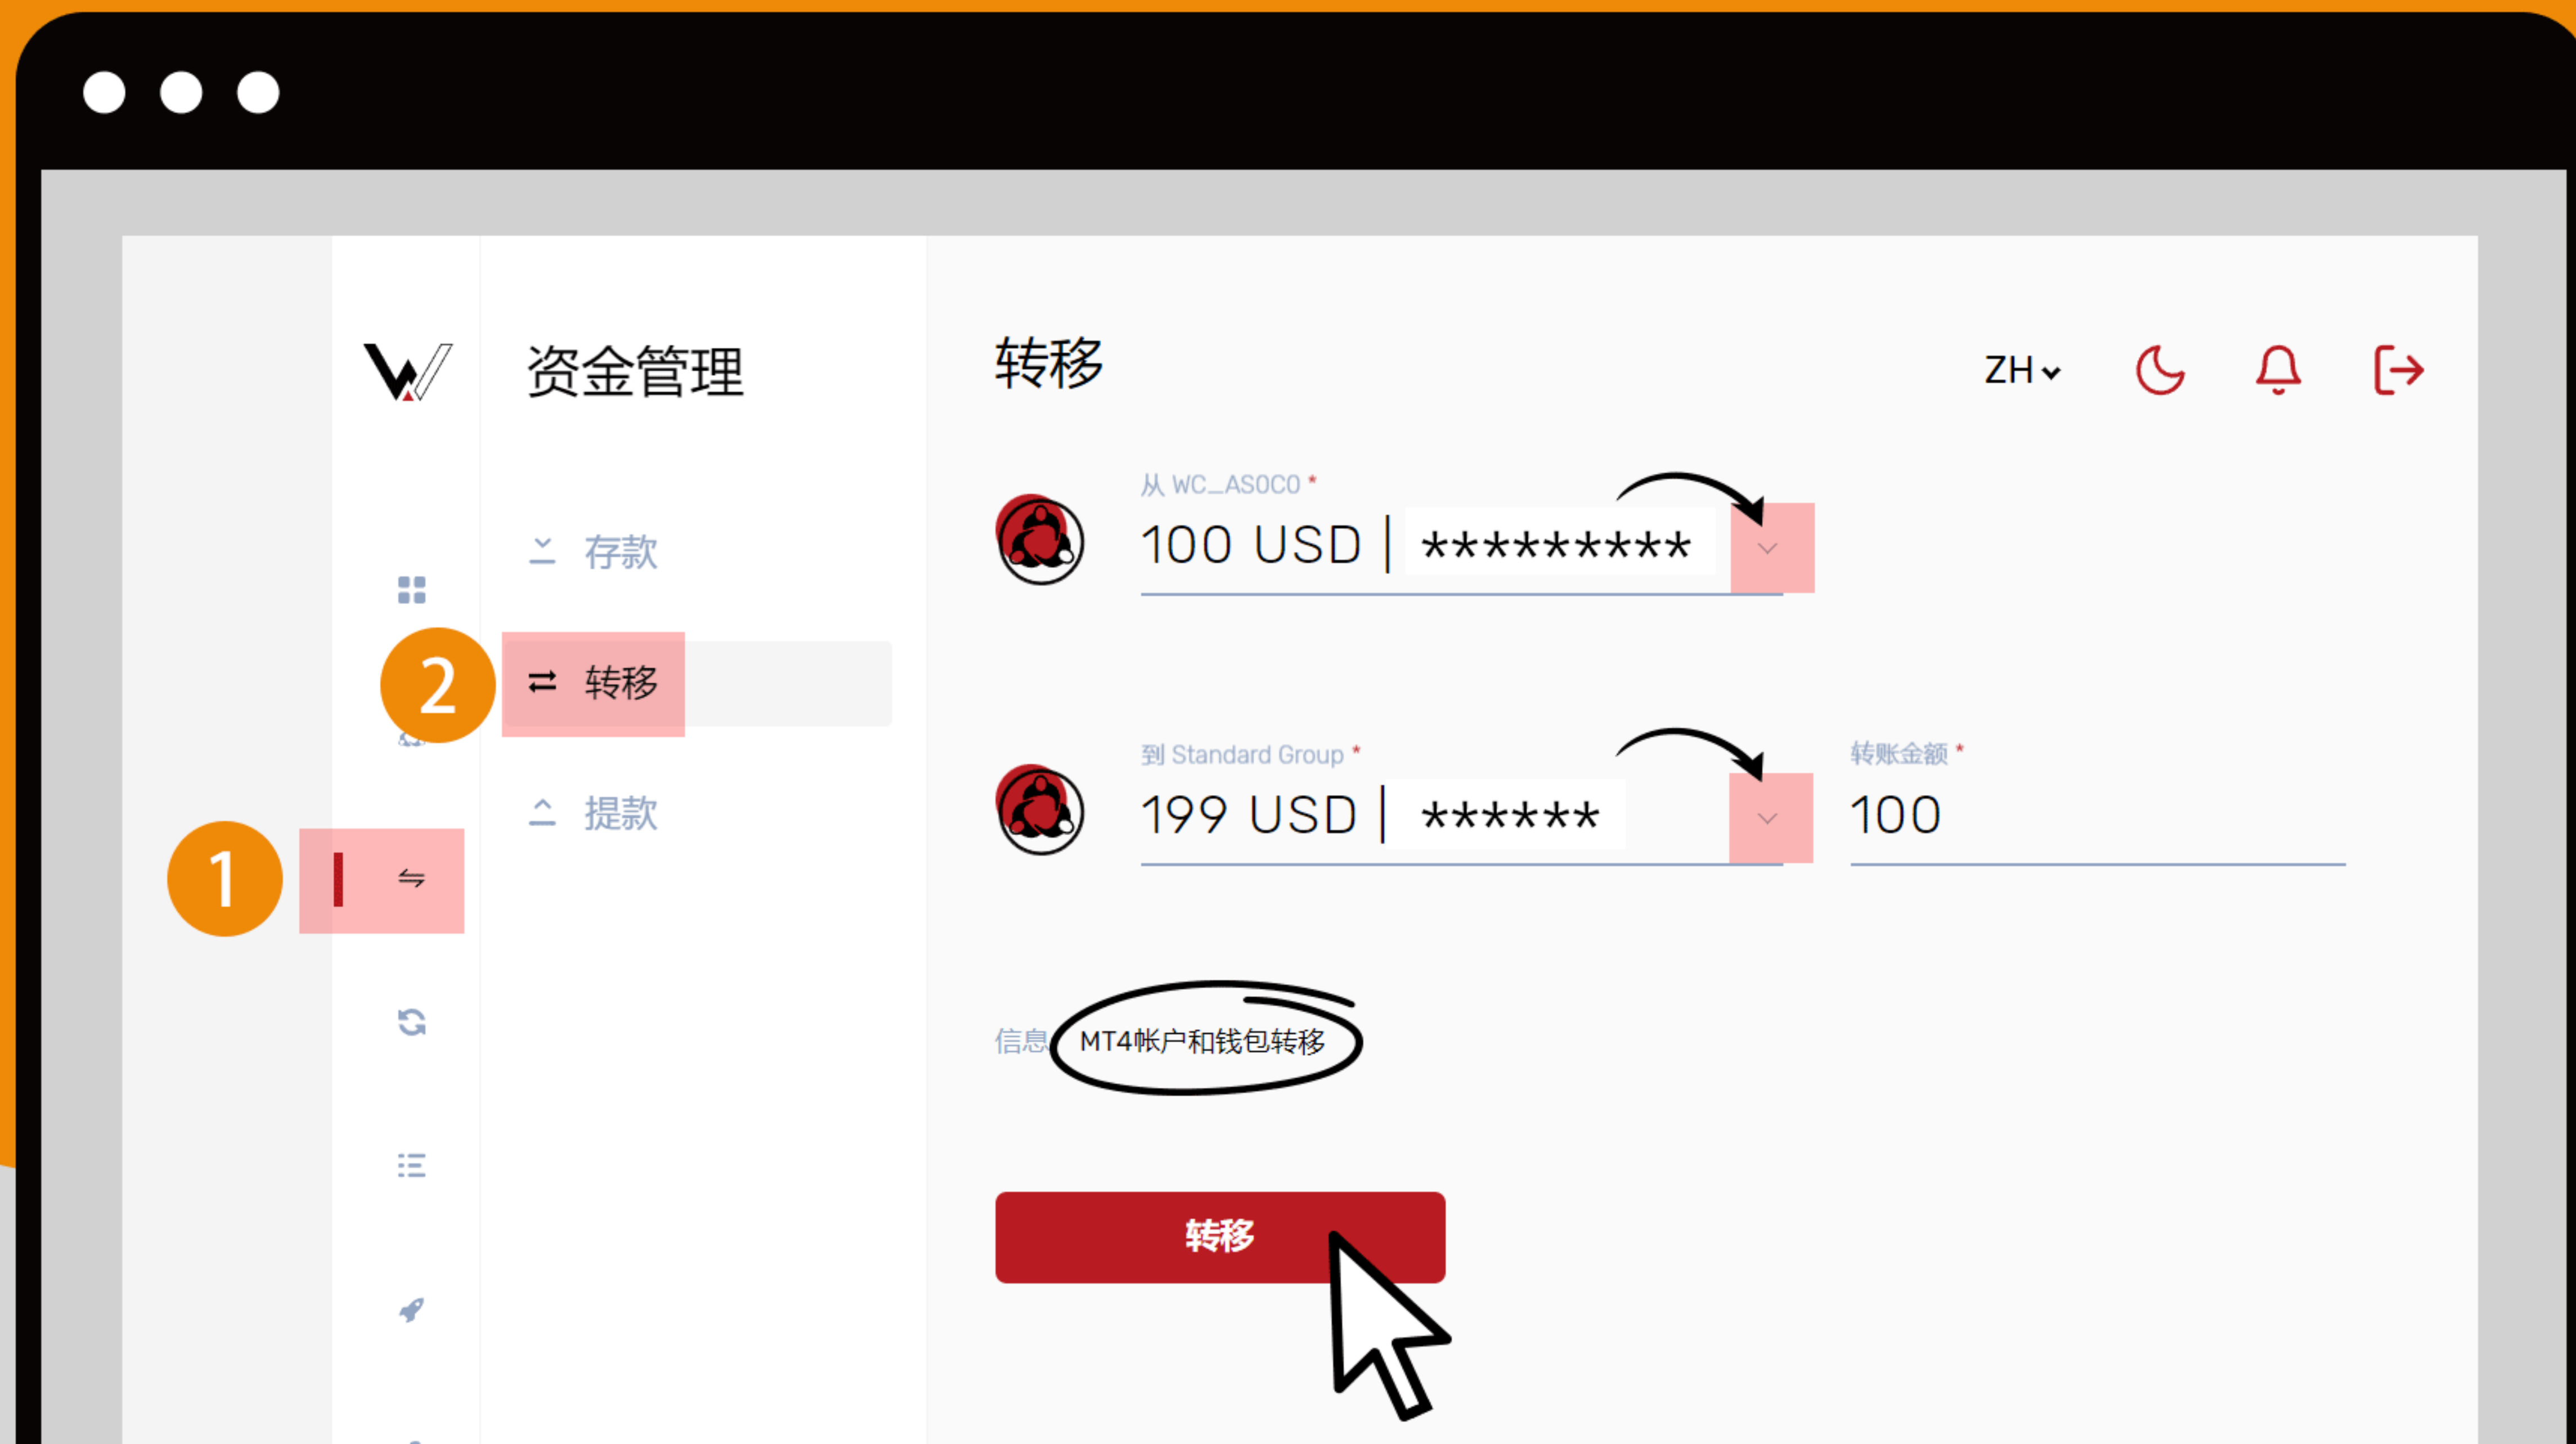 资金管理
存款
2
转移
提款
1
转移
ZH
从 WC_ASOCO *
100 USD | *********
到 Standard Group *
199 USD | ******
转账金额 *
100
信息
MT4帐户和钱包转移
转移